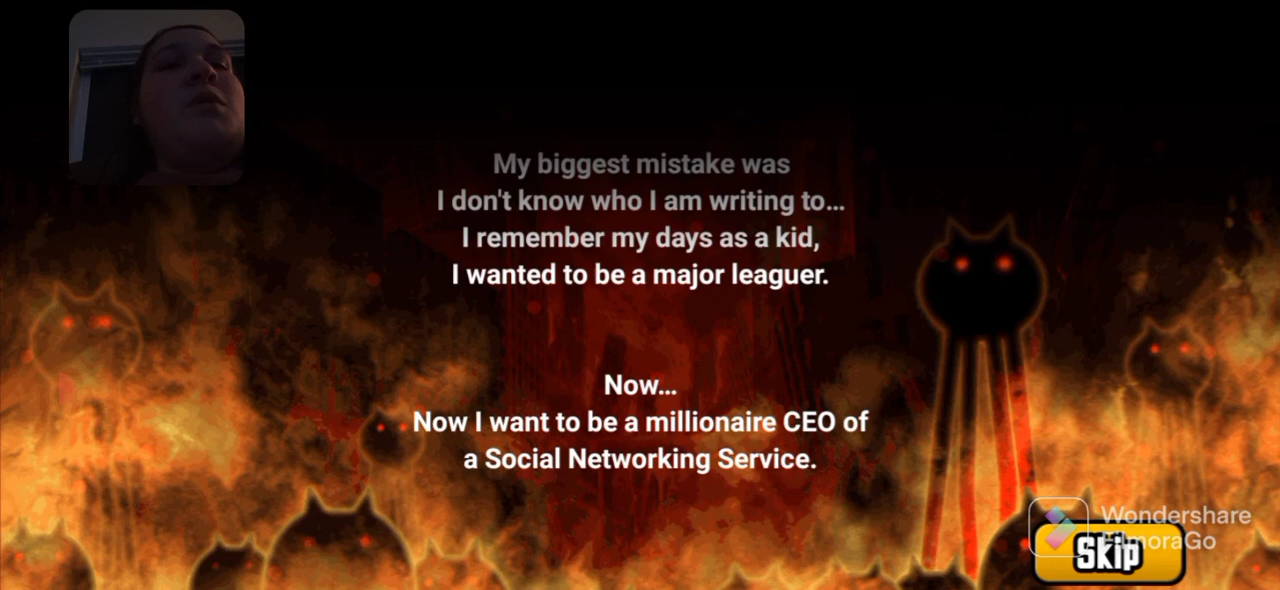 My biggest mistake was
I don't know who I am writing to...
I remember my days as a kid,
I wanted to be a major leaguer.
Now...
Now I want to be a millionaire CEO of
a Social Networking Service.
Wondershare
FilmoraGo
Skip